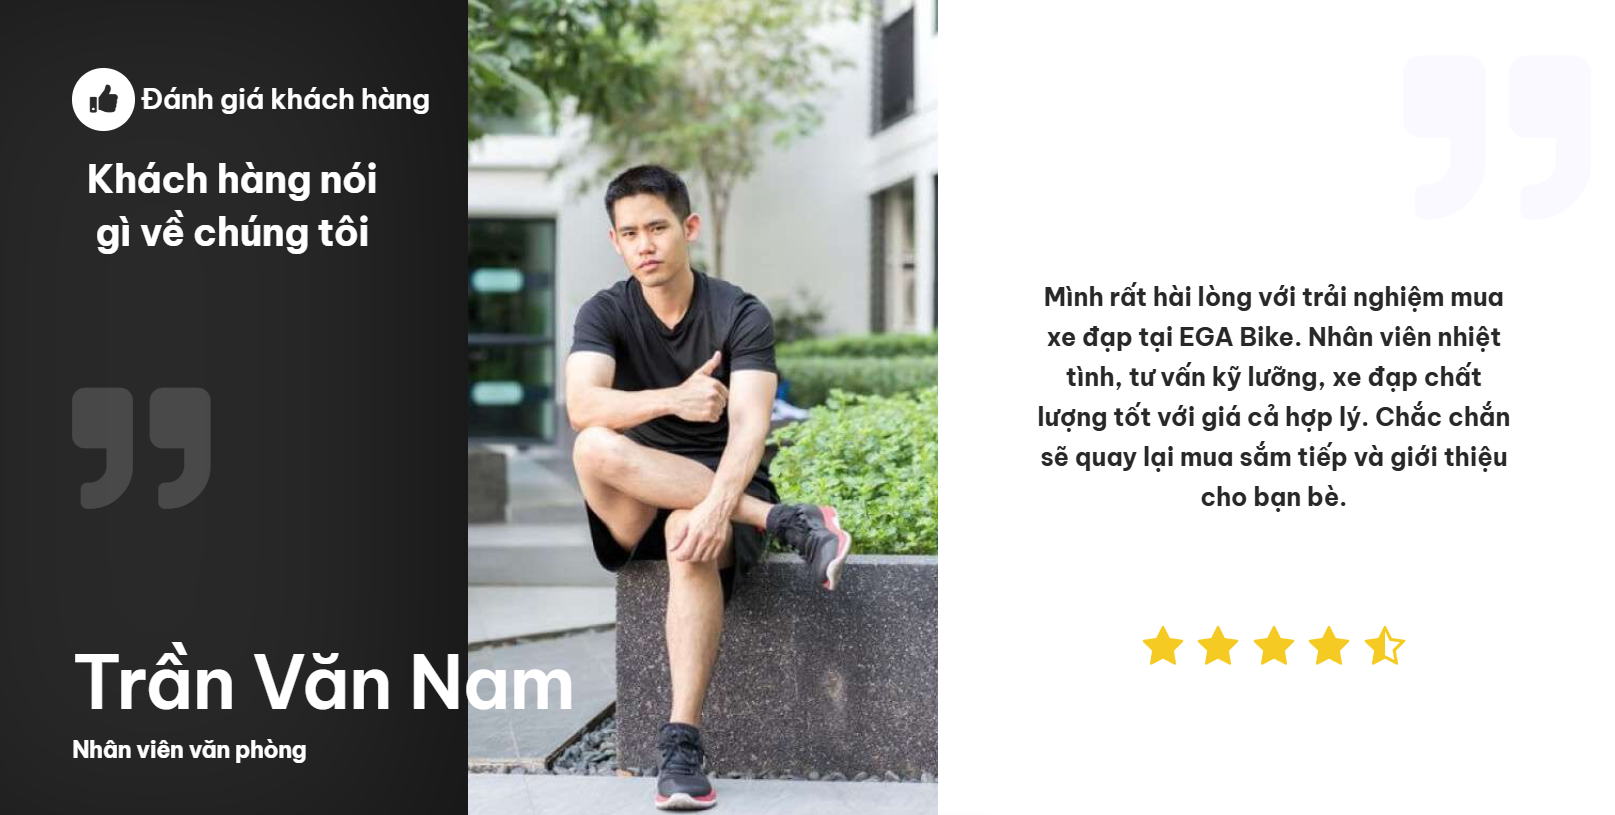 Đánh giá khách hàng
Khách hàng nói
gì về chúng tôi
Trần Văn Nam
Nhân viên văn phòng
Mình rất hài lòng với trải nghiệm mua
xe đạp tại EGA Bike. Nhân viên nhiệt
tình, tư vấn kỹ lưỡng, xe đạp chất
lượng tốt với giá cả hợp lý. Chắc chắn
sẽ quay lại mua sắm tiếp và giới thiệu
cho bạn bè.